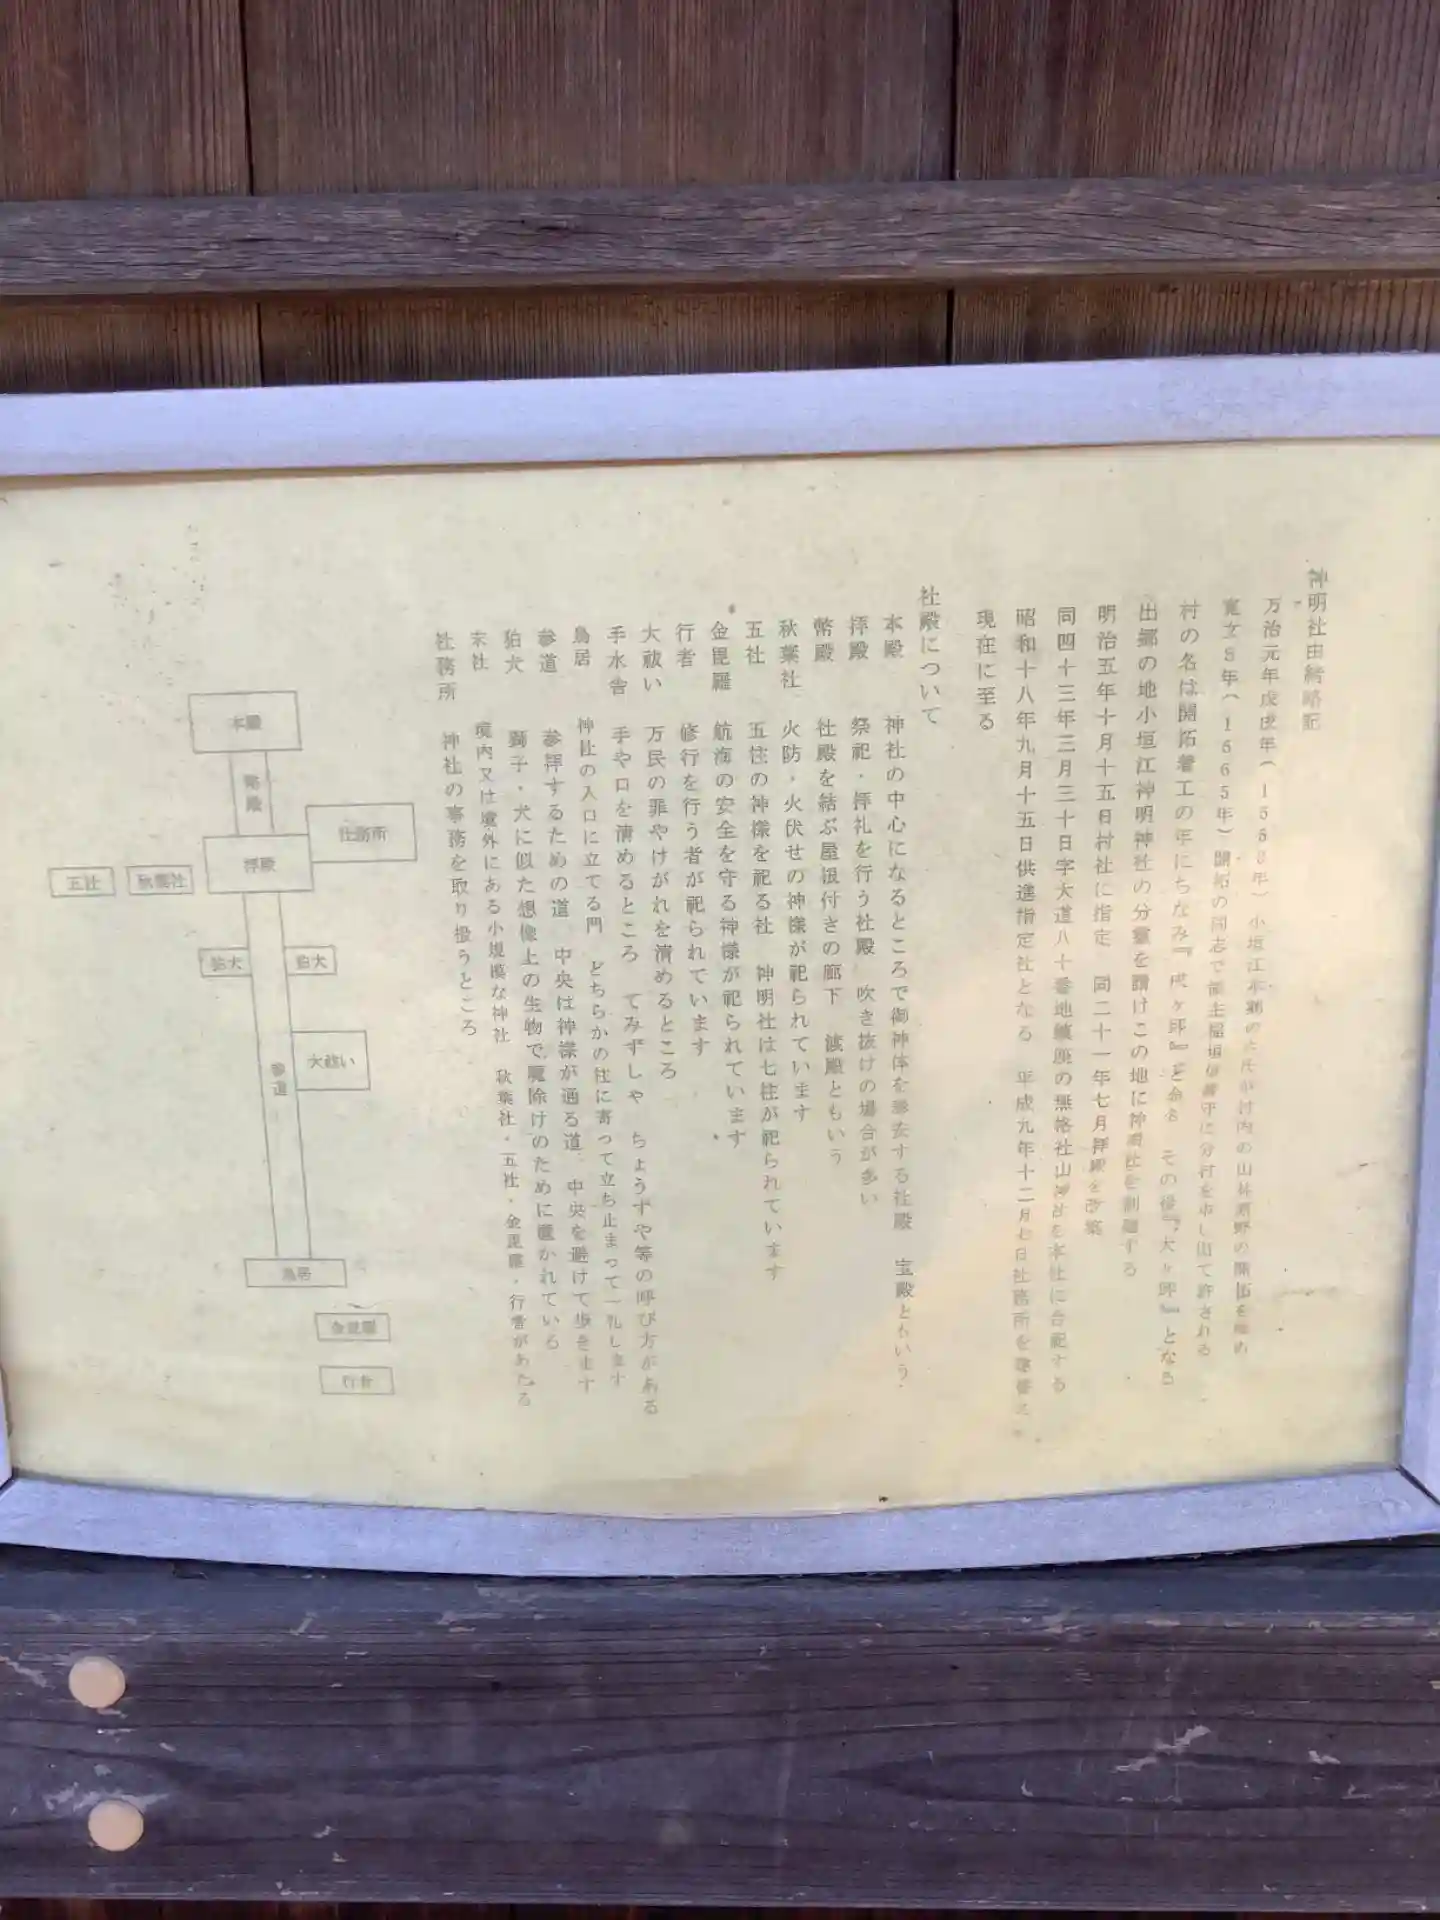 神明社由緒略記
万治元年戊戌年(1658年)小垣江本郷の 村内の山林原野の開拓を始め
寛文5年(1665年)開拓の同志で 分村を申し出て許される
村の名は開拓着工の年にちなみ『戌ヶ邱』と命名 その後『犬ヶ邱』となる
出郷の地小垣江神明神社の分霊を請けこの地に神明社を創建する
明治五年十月十五日村社に指定 同二十一年七月拝殿を改築
同四十三年三月三十日字大道八十番地鎮座の無格社山神社を本社に合祀する
昭和十八年九月十五日供進指定社となる 平成九年十二月七日社務所を建替え
現在に至る
社殿について
本殿 神社の中心になるところで御神体を奉安する社殿 宝殿ともいう
拝殿 祭祀・拝礼を行う社殿 吹き抜けの場合が多い
幣殿 社殿を結ぶ屋根付きの廊下 渡殿ともいう
秋葉社 火防・火伏せの神様が祀られています
五社 五柱の神様を祀る社 神明社は七柱が祀られています
金毘羅 航海の安全を守る神様が祀られています
行者 修行を行う者が祀られています
大祓い 万民の罪やけがれを清めるところ
手水舎 手や口を清めるところ てみずしゃ ちょうずや等の呼び方がある
鳥居 神社の入口に立てる門 どちらかの柱に寄って立ち止まって一礼します
参道 参拝するための道 中央は神様が通る道 中央を避けて歩きます
狛犬 獅子・犬に似た想像上の生物で魔除けのために置かれている
末社 境内又は境外にある小規模な神社 秋葉社・五社・金毘羅・行者があたる
社務所 神社の事務を取り扱うところ
本殿
幣殿
社務所
拝殿
秋葉社
五社
狛犬
狛犬
大祓い
参道
鳥居
金毘羅
行者